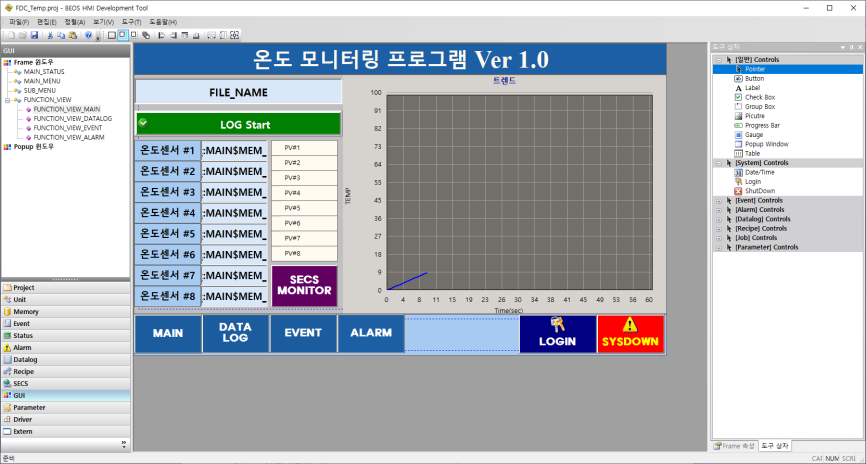 FDC_Temp.proj - BEOS HMI Development Tool
파일(F) 편집(E) 정렬(A) 보기(V) 도구(T) 도움말(H)
GUI
Frame 윈도우
MAIN_STATUS
MAIN_MENU
SUB_MENU
FUNCTION_VIEW
FUNCTION_VIEW_MAIN
FUNCTION_VIEW_DATALOG
FUNCTION_VIEW_EVENT
FUNCTION_VIEW_ALARM
Popup 윈도우
Project
Unit
Memory
Event
Status
Alarm
Datalog
Recipe
SECS
GUI
Parameter
Driver
Extern
준비
온도 모니터링 프로그램 Ver 1.0
FILE_NAME
LOG Start
온도센서 #1 :MAIN$MEM_
온도센서 #2 :MAIN$MEM_
온도센서 #3 :MAIN$MEM_
온도센서 #4 :MAIN$MEM_
온도센서 #5 :MAIN$MEM_
온도센서 #6 :MAIN$MEM_
온도센서 #7 :MAIN$MEM_
온도센서 #8 :MAIN$MEM_
PV#1
PV#2
PV#3
PV#4
PV#5
PV#6
PV#7
PV#8
SECS
MONITOR
트렌드
TEMP
100
91
82
73
64
55
45
36
27
18
9
0
0 4 8 11 15 19 23 26 30 34 38 41 45 49 53 56 60
Time(sec)
MAIN
DATA
LOG
EVENT
ALARM
LOGIN
SYSDOWN
도구 상자
[일반] Controls
Pointer
Button
Label
Check Box
Group Box
Picutre
Progress Bar
Gauge
Popup Window
Table
[System] Controls
Date/Time
Login
ShutDown
[Event] Controls
[Alarm] Controls
[Datalog] Controls
[Recipe] Controls
[Job] Controls
[Parameter] Controls
Frame 속성 도구 상자
CAP NUM SCRL